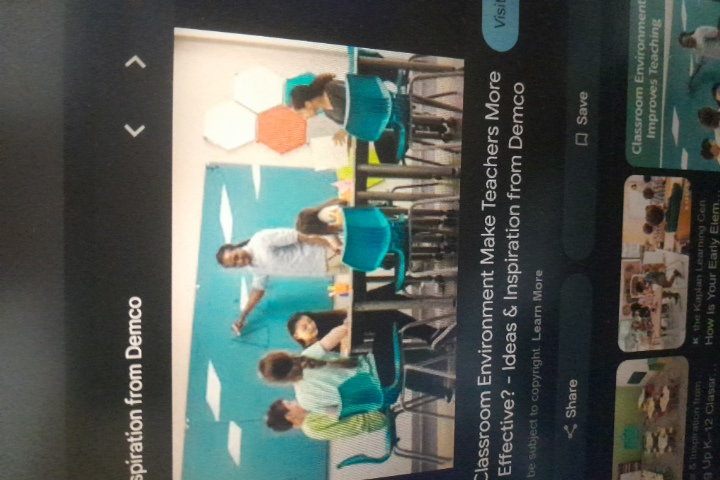 spiration from Demco
Classroom Environment Make Teachers More
Effective? - Ideas & Inspiration from Demco
Visit
be subject to copyright. Learn More
Share
Save
Classroom Environment
Improves Teaching
& Inspiration from
g Up K-12 Classr...
K the Kaplan Learning Cen
How Is Your Early Elem...